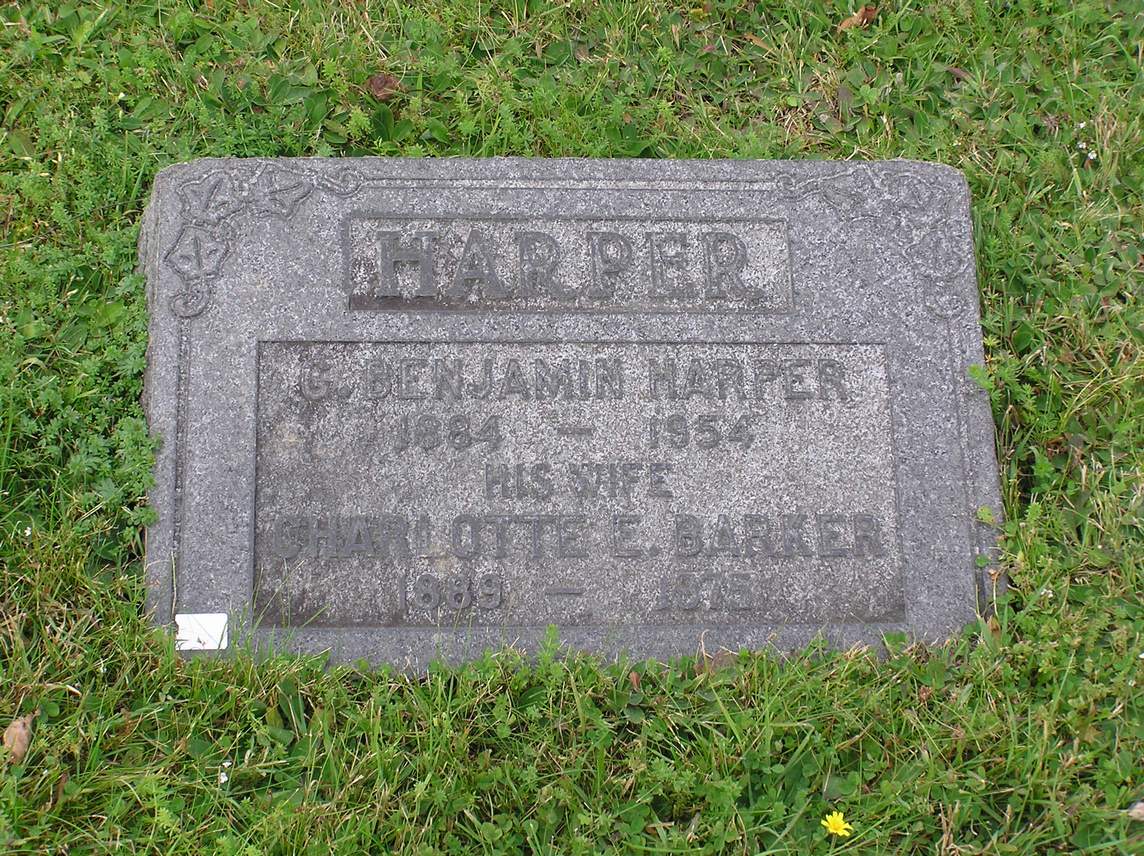 HARPER
G. BENJAMIN HARPER
1884 — 1954
HIS WIFE
CHARLOTTE E. BARKER
1889 —